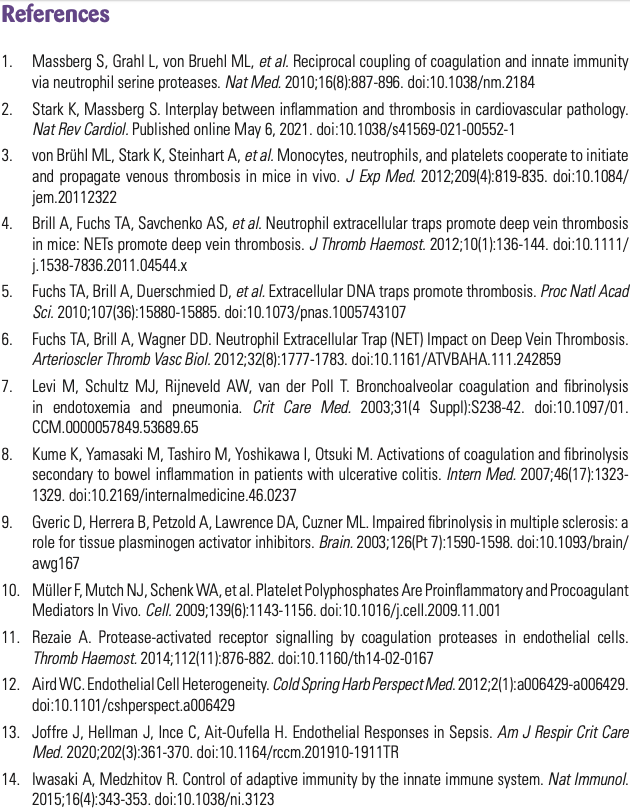 References
1. Massberg S, Grahl L, von Bruehl ML, et al. Reciprocal coupling of coagulation and innate immunity
via neutrophil serine proteases. Nat Med. 2010;16(8):887-896. doi:10.1038/nm.2184
2. Stark K, Massberg S. Interplay between inflammation and thrombosis in cardiovascular pathology.
Nat Rev Cardiol. Published online May 6, 2021. doi:10.1038/s41569-021-00552-1
3. von Brühl ML, Stark K, Steinhart A, et al. Monocytes, neutrophils, and platelets cooperate to initiate
and propagate venous thrombosis in mice in vivo. J Exp Med. 2012;209(4):819-835. doi:10.1084/
jem.20112322
4. Brill A, Fuchs TA, Savchenko AS, et al. Neutrophil extracellular traps promote deep vein thrombosis
in mice: NETs promote deep vein thrombosis. J Thromb Haemost. 2012;10(1):136-144. doi:10.1111/
j.1538-7836.2011.04544.x
5. Fuchs TA, Brill A, Duerschmied D, et al. Extracellular DNA traps promote thrombosis. Proc Natl Acad
Sci. 2010;107(36):15880-15885. doi:10.1073/pnas.1005743107
6. Fuchs TA, Brill A, Wagner DD. Neutrophil Extracellular Trap (NET) Impact on Deep Vein Thrombosis.
Arterioscler Thromb Vasc Biol. 2012;32(8):1777-1783. doi:10.1161/ATVBAHA.111.242859
7. Levi M, Schultz MJ, Rijneveld AW, van der Poll T. Bronchoalveolar coagulation and fibrinolysis
in endotoxemia and pneumonia. Crit Care Med. 2003;31(4 Suppl):S238-42. doi:10.1097/01.
CCM.0000057849.53689.65
8. Kume K, Yamasaki M, Tashiro M, Yoshikawa I, Otsuki M. Activations of coagulation and fibrinolysis
secondary to bowel inflammation in patients with ulcerative colitis. Intern Med. 2007;46(17):1323-
1329. doi:10.2169/internalmedicine.46.0237
9. Gveric D, Herrera B, Petzold A, Lawrence DA, Cuzner ML. Impaired fibrinolysis in multiple sclerosis: a
role for tissue plasminogen activator inhibitors. Brain. 2003;126(Pt 7):1590-1598. doi:10.1093/brain/
awg167
10. Müller F, Mutch NJ, Schenk WA, et al. Platelet Polyphosphates Are Proinflammatory and Procoagulant
Mediators In Vivo. Cell. 2009;139(6):1143-1156. doi:10.1016/j.cell.2009.11.001
11. Rezaie A. Protease-activated receptor signalling by coagulation proteases in endothelial cells.
Thromb Haemost. 2014;112(11):876-882. doi:10.1160/th14-02-0167
12. Aird WC. Endothelial Cell Heterogeneity. Cold Spring Harb Perspect Med. 2012;2(1):a006429-a006429.
doi:10.1101/cshperspect.a006429
13. Joffre J, Hellman J, Ince C, Ait-Oufella H. Endothelial Responses in Sepsis. Am J Respir Crit Care
Med. 2020;202(3):361-370. doi:10.1164/rccm.201910-1911TR
14. Iwasaki A, Medzhitov R. Control of adaptive immunity by the innate immune system. Nat Immunol.
2015;16(4):343-353. doi:10.1038/ni.3123